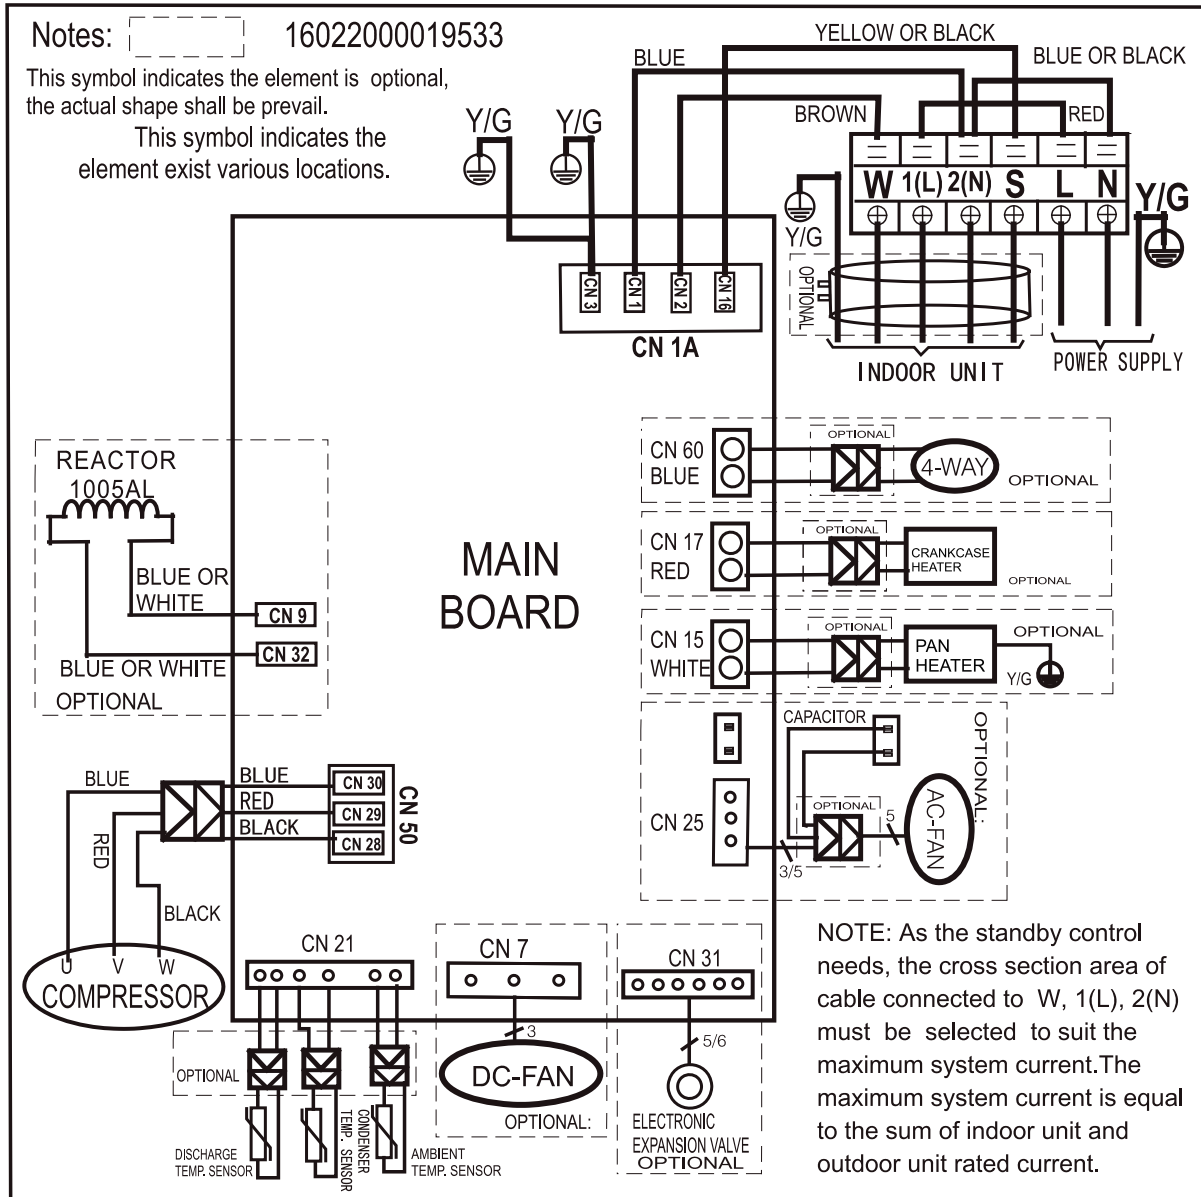 Notes:
16022000019533
This symbol indicates the element is optional,
the actual shape shall be prevail.
This symbol indicates the
element exist various locations.
YELLOW OR BLACK
BLUE
BLUE OR BLACK
BROWN
RED
Y/G
Y/G
W 1(L) 2(N) S L N
Y/G
Y/G
OPTIONAL
CN 3
CN 1
CN 2
CN 16
CN 1A
INDOOR UNIT
POWER SUPPLY
REACTOR
1005AL
BLUE OR
WHITE
CN 9
CN 32
BLUE OR WHITE
OPTIONAL
MAIN
BOARD
CN 60
BLUE
OPTIONAL
4-WAY
OPTIONAL
CN 17
RED
OPTIONAL
CRANKCASE
HEATER
OPTIONAL
CN 15
WHITE
OPTIONAL
PAN
HEATER
OPTIONAL
Y/G
CAPACITOR
OPTIONAL:
CN 25
OPTIONAL
3/5
5
AC-FAN
BLUE
RED
BLACK
BLUE
RED
BLACK
CN 30
CN 29
CN 28
CN 50
U V W
COMPRESSOR
CN 21
OPTIONAL
DISCHARGE
TEMP. SENSOR
CONDENSER
TEMP. SENSOR
AMBIENT
TEMP. SENSOR
CN 7
3
DC-FAN
OPTIONAL:
CN 31
5/6
ELECTRONIC
EXPANSION VALVE
OPTIONAL
NOTE: As the standby control
needs, the cross section area of
cable connected to W, 1(L), 2(N)
must be selected to suit the
maximum system current.The
maximum system current is equal
to the sum of indoor unit and
outdoor unit rated current.